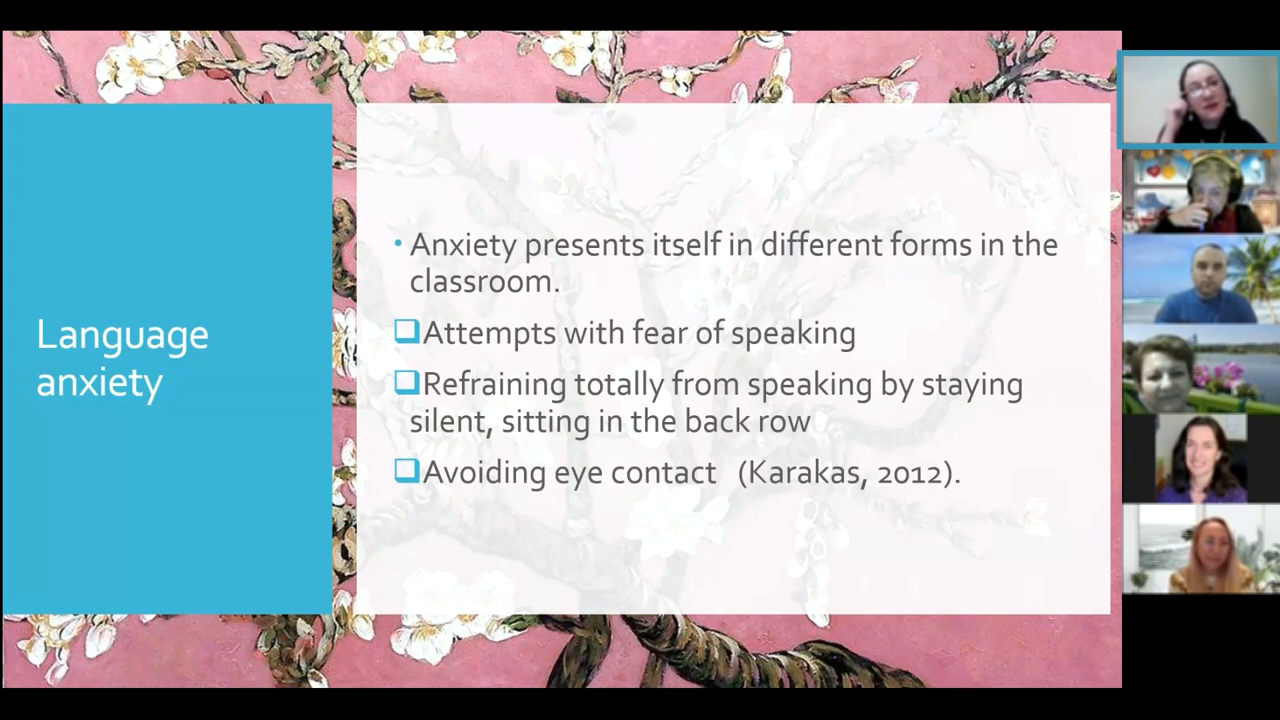 Language
anxiety
• Anxiety presents itself in different forms in the
classroom.
❑Attempts with fear of speaking
❑Refraining totally from speaking by staying
silent, sitting in the back row
❑Avoiding eye contact (Karakas, 2012).